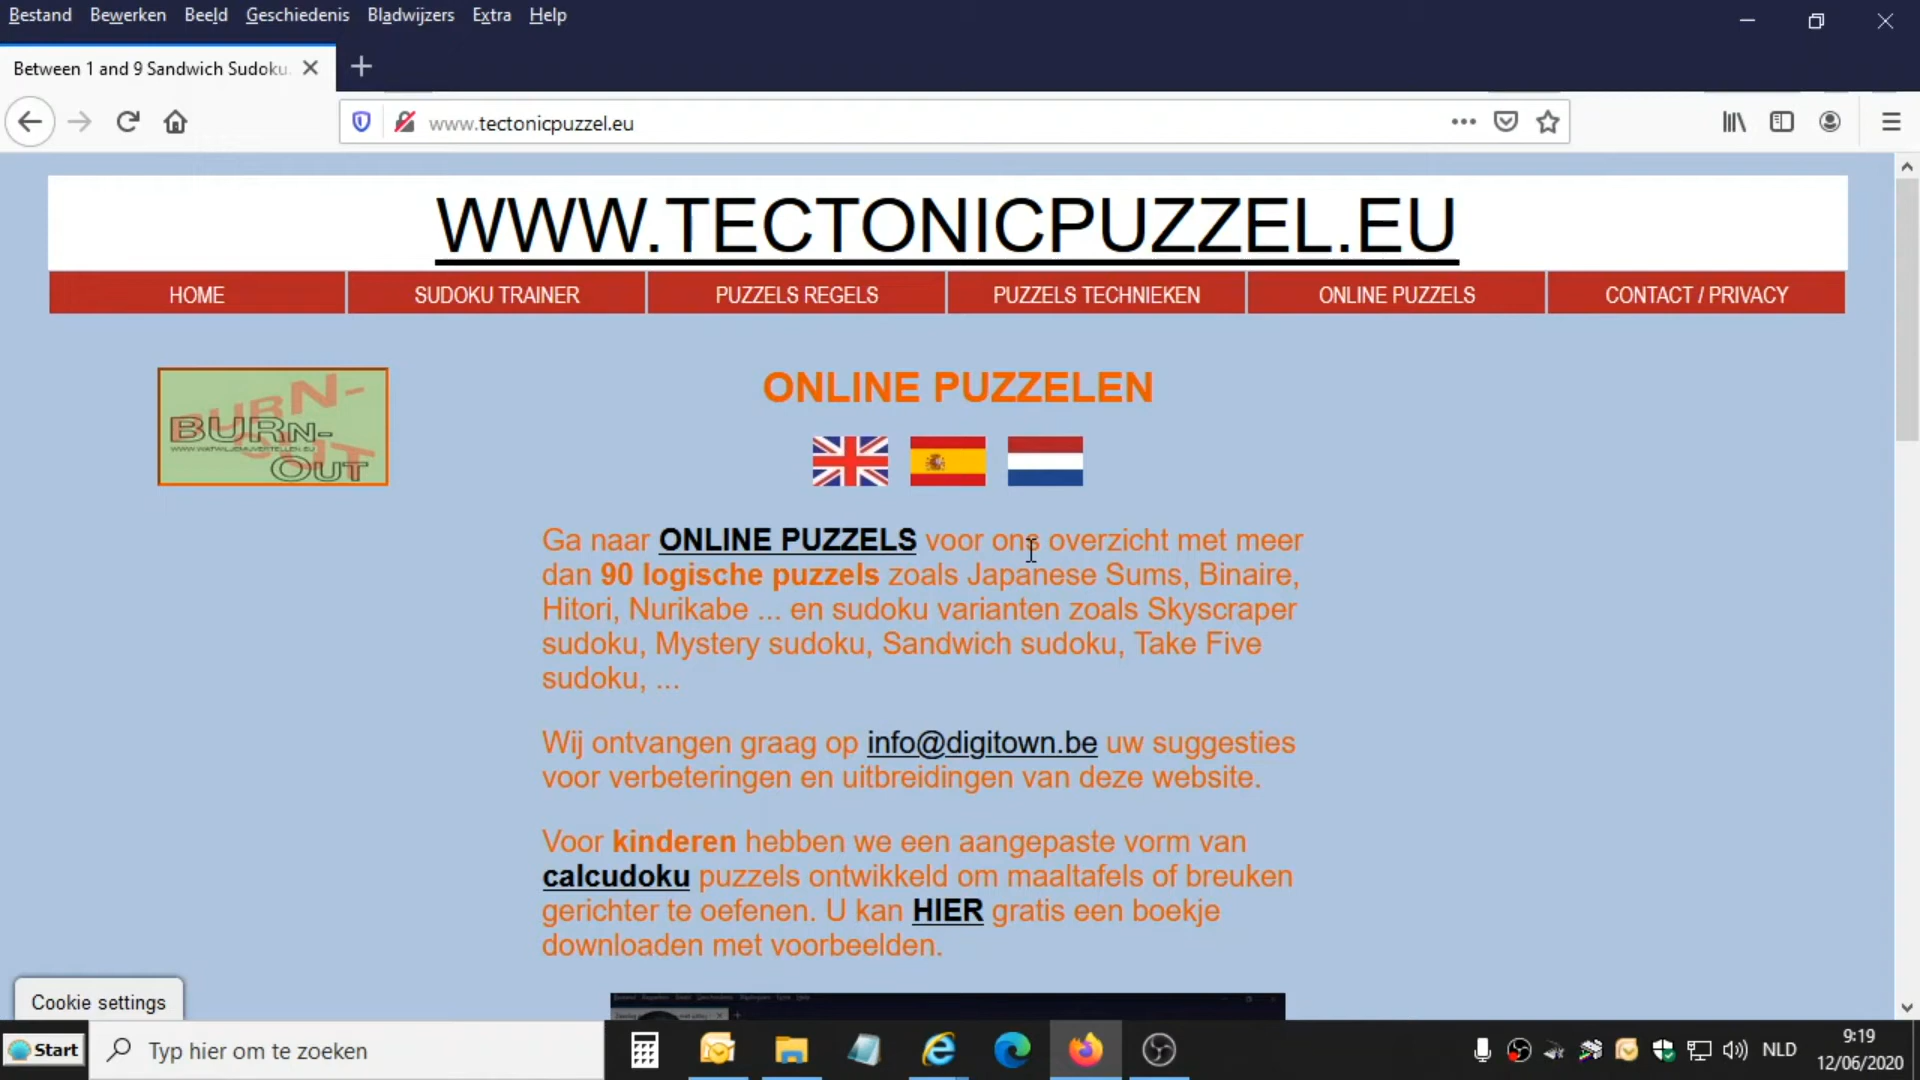 Bestand Bewerken Beeld Geschiedenis Bladwijzers Extra Help
Between 1 and 9 Sandwich Sudoku
www.tectonicpuzzel.eu
WWW.TECTONICPUZZEL.EU
HOME SUDOKU TRAINER PUZZELS REGELS PUZZELS TECHNIEKEN ONLINE PUZZELS CONTACT / PRIVACY
BURN-OUT
BURN-
WWW.WATWILJEMIJVERTELLEN.EU
OUT
ONLINE PUZZELEN
Ga naar ONLINE PUZZELS voor ons overzicht met meer
dan 90 logische puzzels zoals Japanese Sums, Binaire,
Hitori, Nurikabe ... en sudoku varianten zoals Skyscraper
sudoku, Mystery sudoku, Sandwich sudoku, Take Five
sudoku, ...
Wij ontvangen graag op info@digitown.be uw suggesties
voor verbeteringen en uitbreidingen van deze website.
Voor kinderen hebben we een aangepaste vorm van
calcudoku puzzels ontwikkeld om maaltafels of breuken
gerichter te oefenen. U kan HIER gratis een boekje
downloaden met voorbeelden.
Cookie settings
Start Typ hier om te zoeken NLD 9:19
12/06/2020